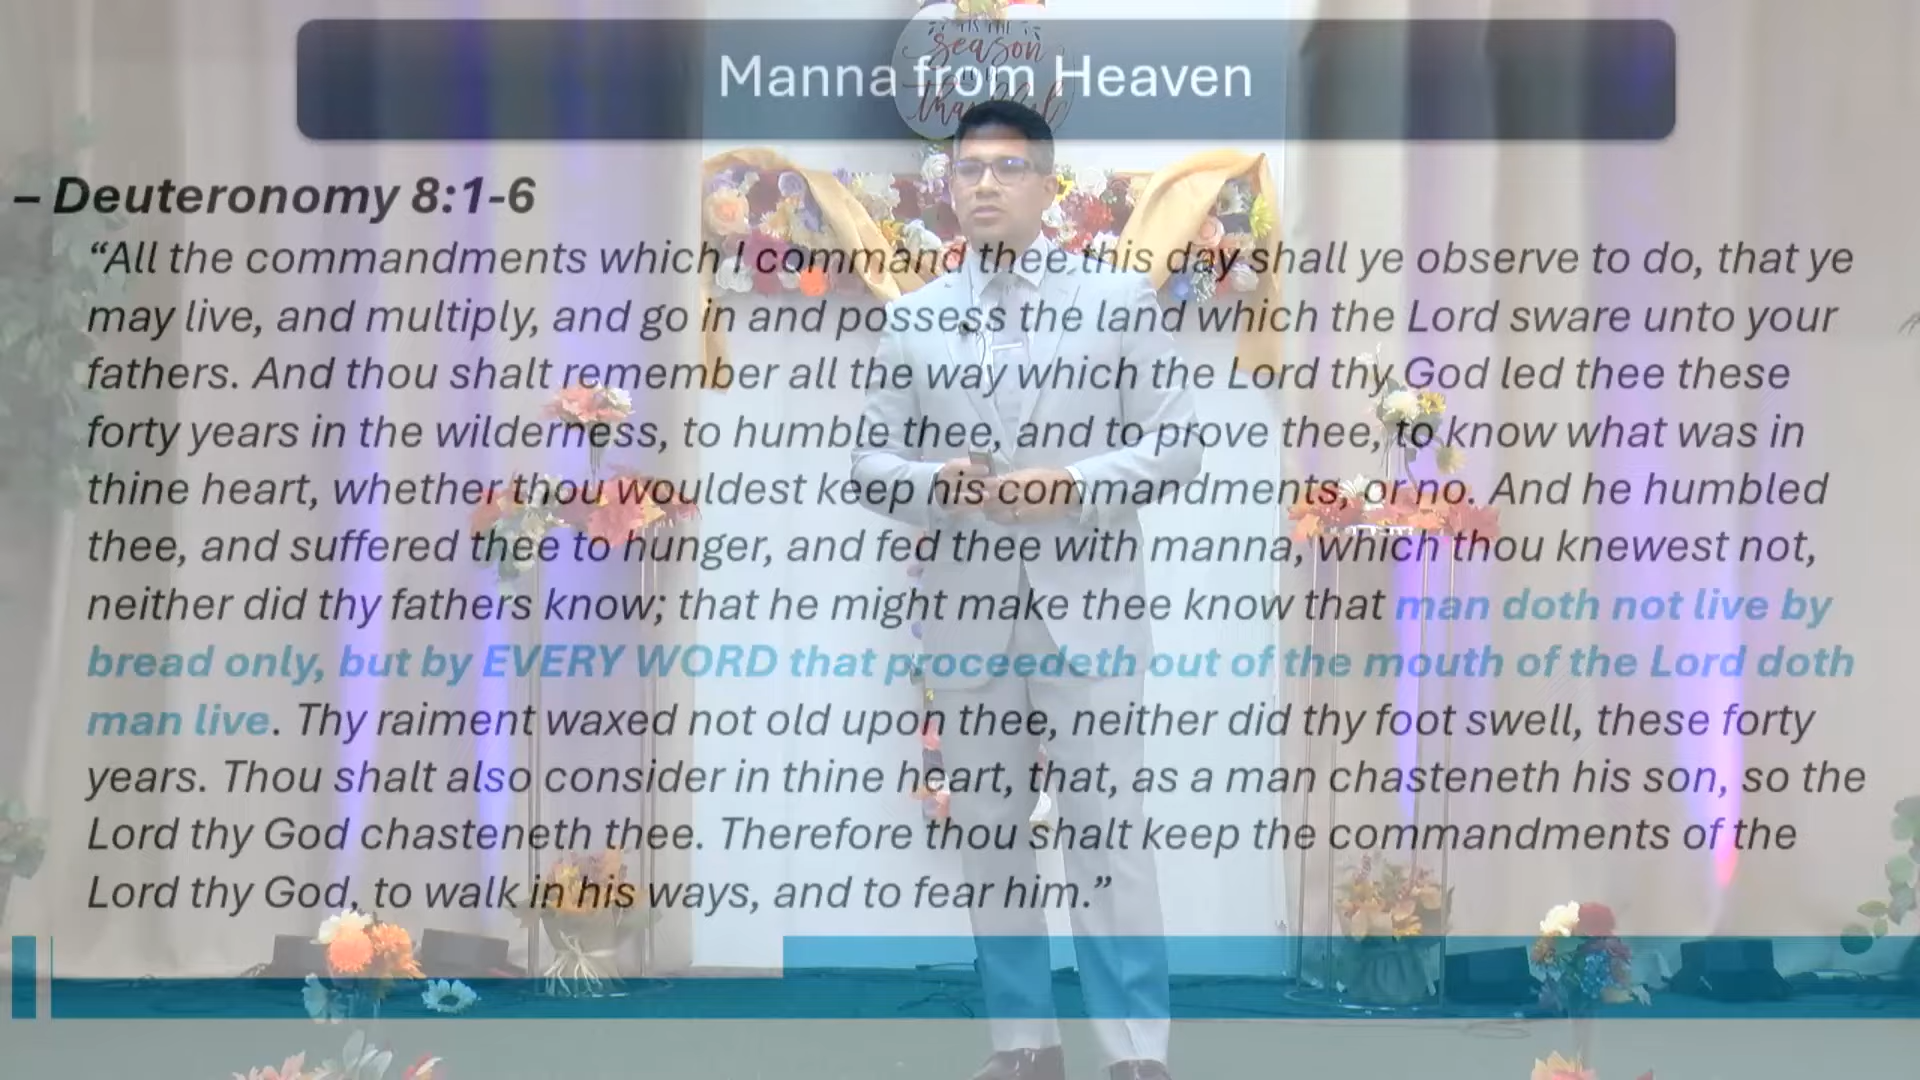 'TIS THE
season
thankful
Manna from Heaven
– Deuteronomy 8:1-6
“All the commandments which I command thee this day shall ye observe to do, that ye
may live, and multiply, and go in and possess the land which the Lord sware unto your
fathers. And thou shalt remember all the way which the Lord thy God led thee these
forty years in the wilderness, to humble thee, and to prove thee, to know what was in
thine heart, whether thou wouldest keep his commandments, or no. And he humbled
thee, and suffered thee to hunger, and fed thee with manna, which thou knewest not,
neither did thy fathers know; that he might make thee know that man doth not live by
bread only, but by EVERY WORD that proceedeth out of the mouth of the Lord doth
man live. Thy raiment waxed not old upon thee, neither did thy foot swell, these forty
years. Thou shalt also consider in thine heart, that, as a man chasteneth his son, so the
Lord thy God chasteneth thee. Therefore thou shalt keep the commandments of the
Lord thy God, to walk in his ways, and to fear him.”